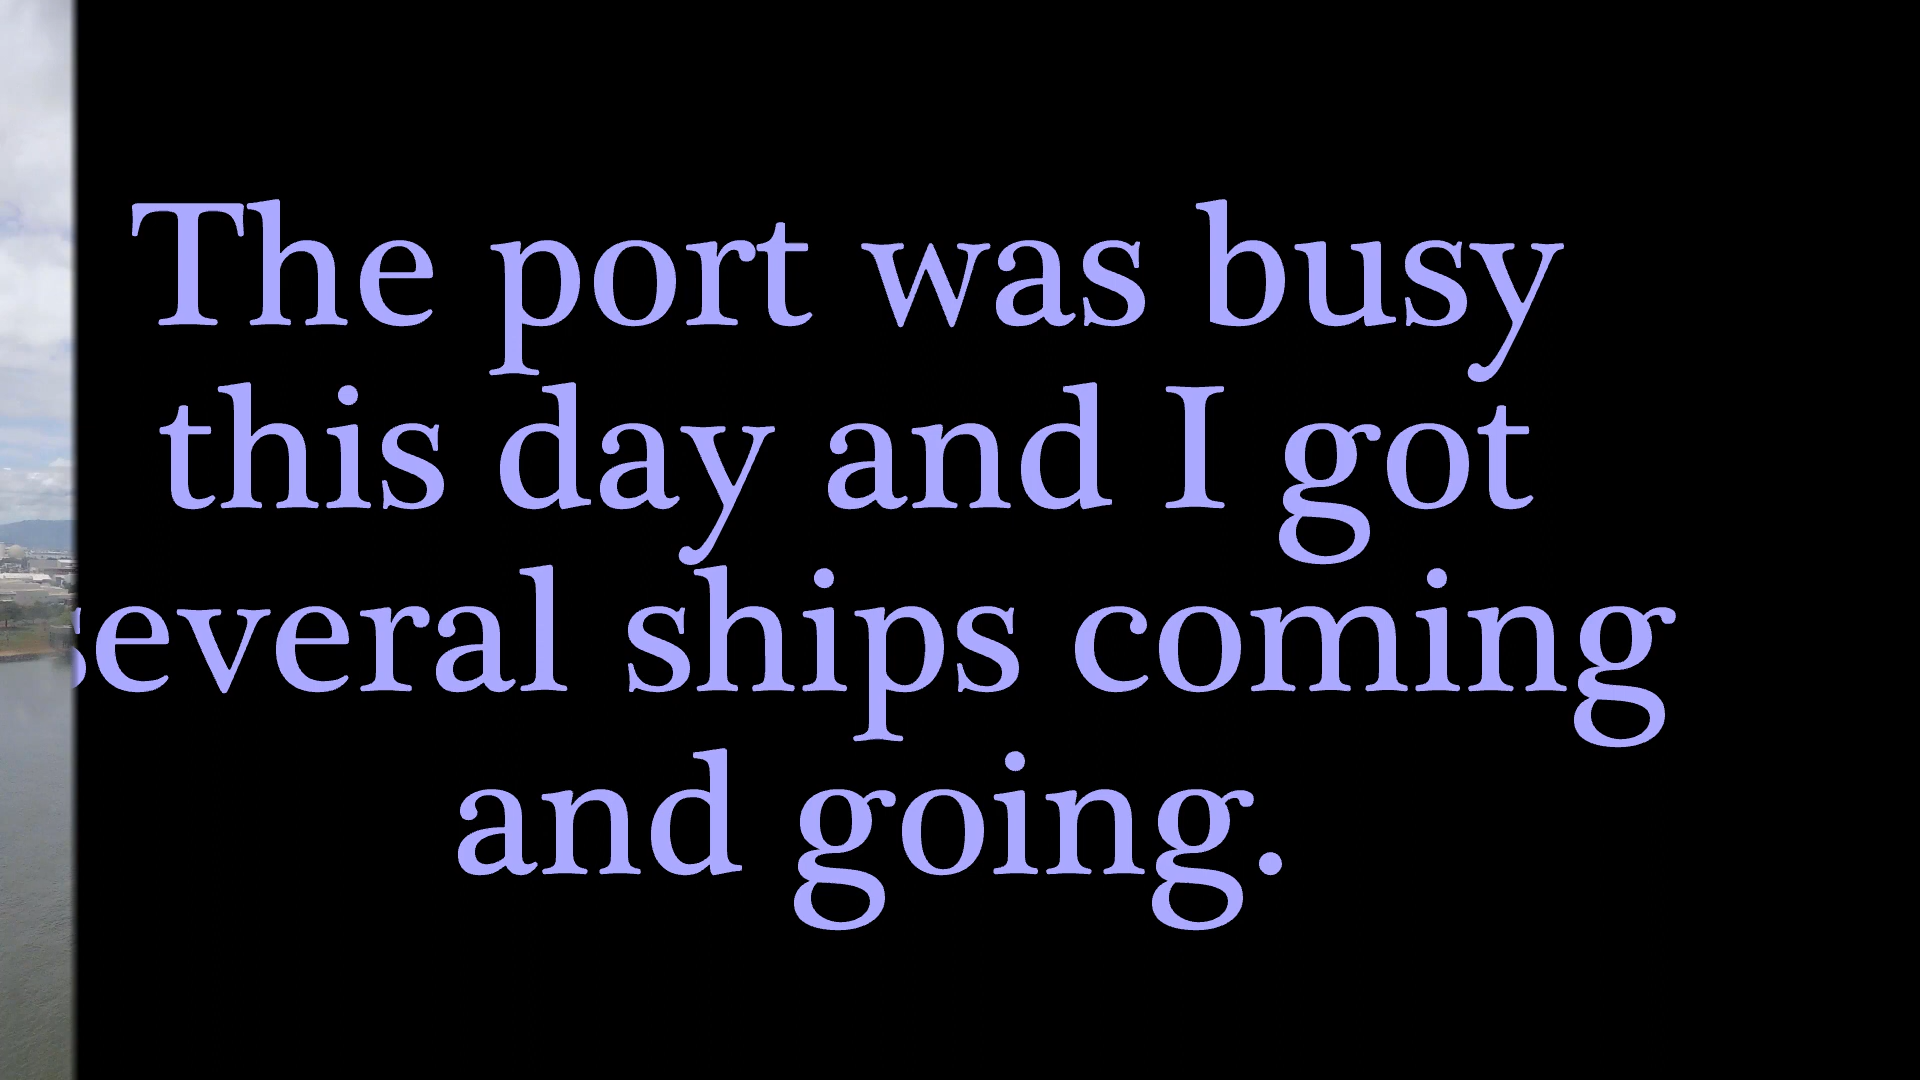 The port was busy
this day and I got
several ships coming
and going.